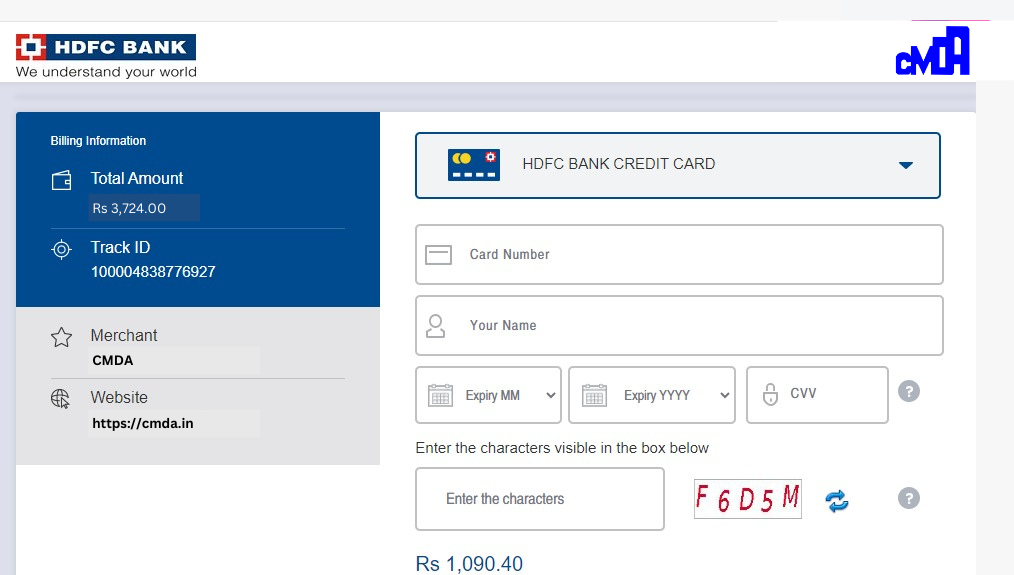 HDFC BANK
We understand your world
CMDA
Billing Information
Total Amount
Rs 3,724.00
Track ID
100004838776927
Merchant
CMDA
Website
https://cmda.in
HDFC BANK CREDIT CARD
Card Number
Your Name
Expiry MM
Expiry YYYY
CVV
?
Enter the characters visible in the box below
Enter the characters
F 6 D 5 M
?
Rs 1,090.40